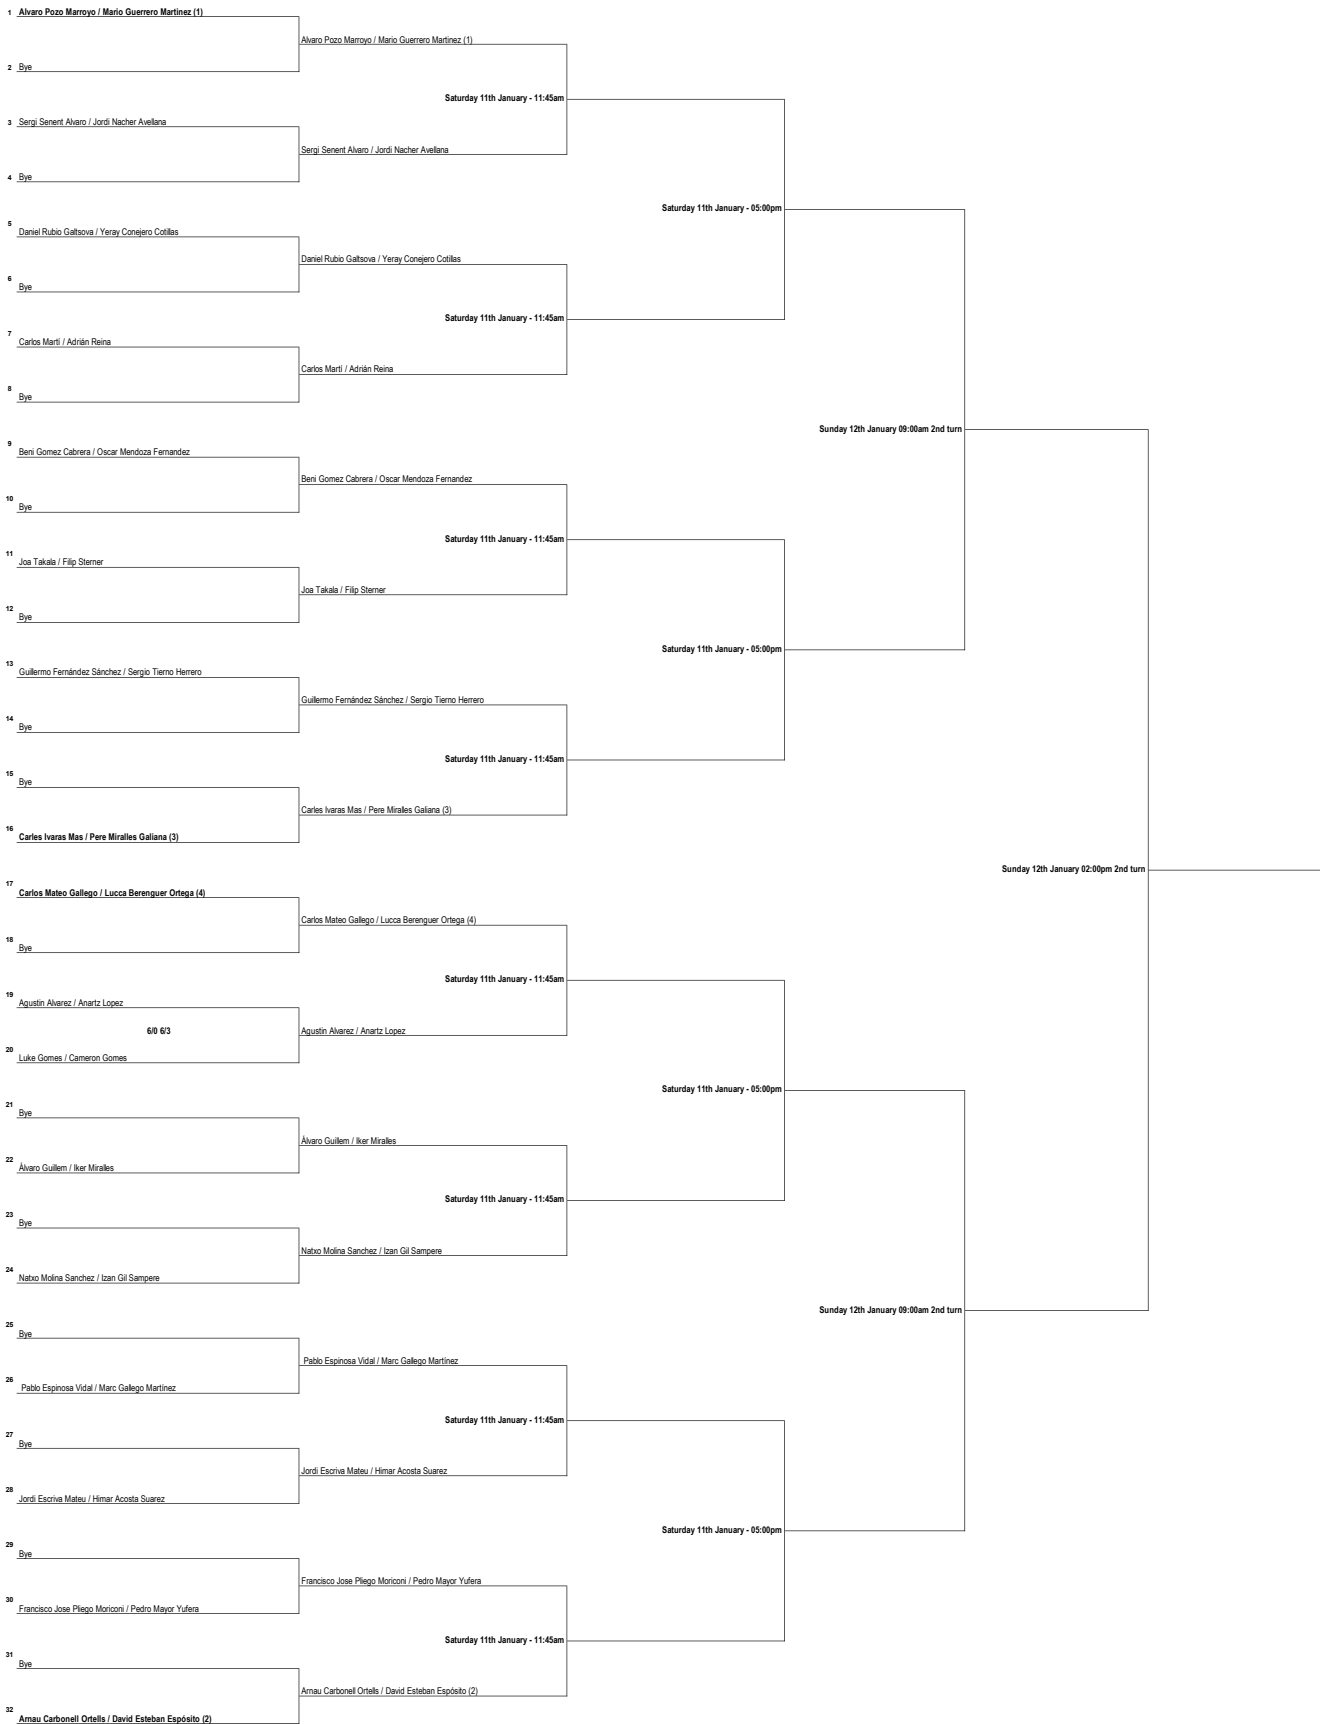 1 Alvaro Pozo Marroyo / Mario Guerrero Martinez (1)
Alvaro Pozo Marroyo / Mario Guerrero Martinez (1)
2 Bye
Saturday 11th January - 11:45am
3 Sergi Senent Alvaro / Jordi Nacher Avellana
Sergi Senent Alvaro / Jordi Nacher Avellana
4 Bye
Saturday 11th January - 05:00pm
5 Daniel Rubio Galtsova / Yeray Conejero Cotillas
Daniel Rubio Galtsova / Yeray Conejero Cotillas
6 Bye
Saturday 11th January - 11:45am
7 Carlos Martí / Adrián Reina
Carlos Martí / Adrián Reina
8 Bye
Sunday 12th January 09:00am 2nd turn
9 Beni Gomez Cabrera / Oscar Mendoza Fernandez
Beni Gomez Cabrera / Oscar Mendoza Fernandez
10 Bye
Saturday 11th January - 11:45am
11 Joa Takala / Filip Sterner
Joa Takala / Filip Sterner
12 Bye
Saturday 11th January - 05:00pm
13 Guillermo Fernández Sánchez / Sergio Tierno Herrero
Guillermo Fernández Sánchez / Sergio Tierno Herrero
14 Bye
Saturday 11th January - 11:45am
15 Bye
Carles Ivaras Mas / Pere Miralles Galiana (3)
16 Carles Ivaras Mas / Pere Miralles Galiana (3)
Sunday 12th January 02:00pm 2nd turn
17 Carlos Mateo Gallego / Lucca Berenguer Ortega (4)
Carlos Mateo Gallego / Lucca Berenguer Ortega (4)
18 Bye
Saturday 11th January - 11:45am
19 Agustin Alvarez / Anartz Lopez
6/0 6/3
Agustin Alvarez / Anartz Lopez
20 Luke Gomes / Cameron Gomes
Saturday 11th January - 05:00pm
21 Bye
Álvaro Guillem / Iker Miralles
22 Álvaro Guillem / Iker Miralles
Saturday 11th January - 11:45am
23 Bye
Natxo Molina Sanchez / Izan Gil Sampere
24 Natxo Molina Sanchez / Izan Gil Sampere
Sunday 12th January 09:00am 2nd turn
25 Bye
Pablo Espinosa Vidal / Marc Gallego Martínez
26 Pablo Espinosa Vidal / Marc Gallego Martínez
Saturday 11th January - 11:45am
27 Bye
Jordi Escriva Mateu / Himar Acosta Suarez
28 Jordi Escriva Mateu / Himar Acosta Suarez
Saturday 11th January - 05:00pm
29 Bye
Francisco Jose Pliego Moriconi / Pedro Mayor Yufera
30 Francisco Jose Pliego Moriconi / Pedro Mayor Yufera
Saturday 11th January - 11:45am
31 Bye
Arnau Carbonell Ortells / David Esteban Espósito (2)
32 Arnau Carbonell Ortells / David Esteban Espósito (2)